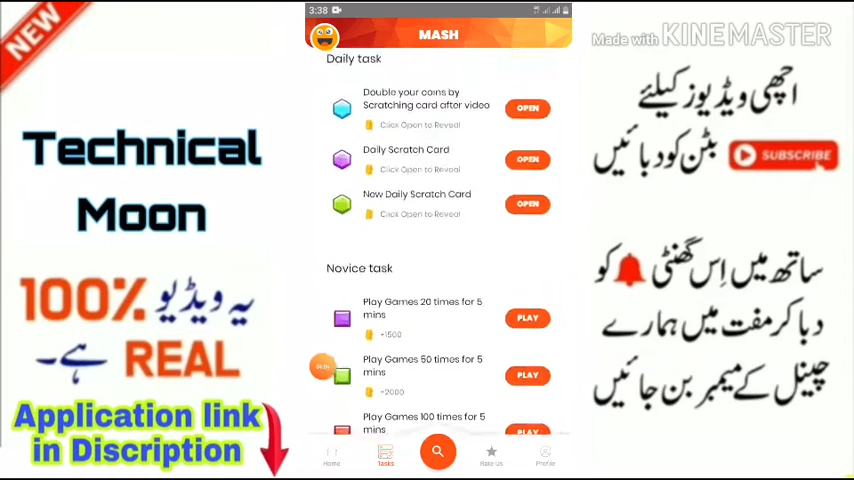 NEW
Technical
Moon
یہ ویڈیو 100%
REAL ہے۔
Application link
in Discription
3:38
MASH
Daily task
Double your coins by
Scratching card after video
Click Open to Reveal
OPEN
Daily Scratch Card
Click Open to Reveal
OPEN
New Daily Scratch Card
Click Open to Reveal
OPEN
Novice task
Play Games 20 times for 5
mins
+1500
PLAY
Play Games 50 times for 5
mins
+2000
PLAY
Play Games 100 times for 5
mins
PLAY
Home
Tasks
Rate Us
Profile
Made with KINEMASTER
اچھی ویڈیوز کیلئے
SUBSCRIBE بٹن کو دبائیں
ساتھ میں اِس گھنٹی کو
دبا کر مفت میں ہمارے
چینل کے میمبر بن جائیں